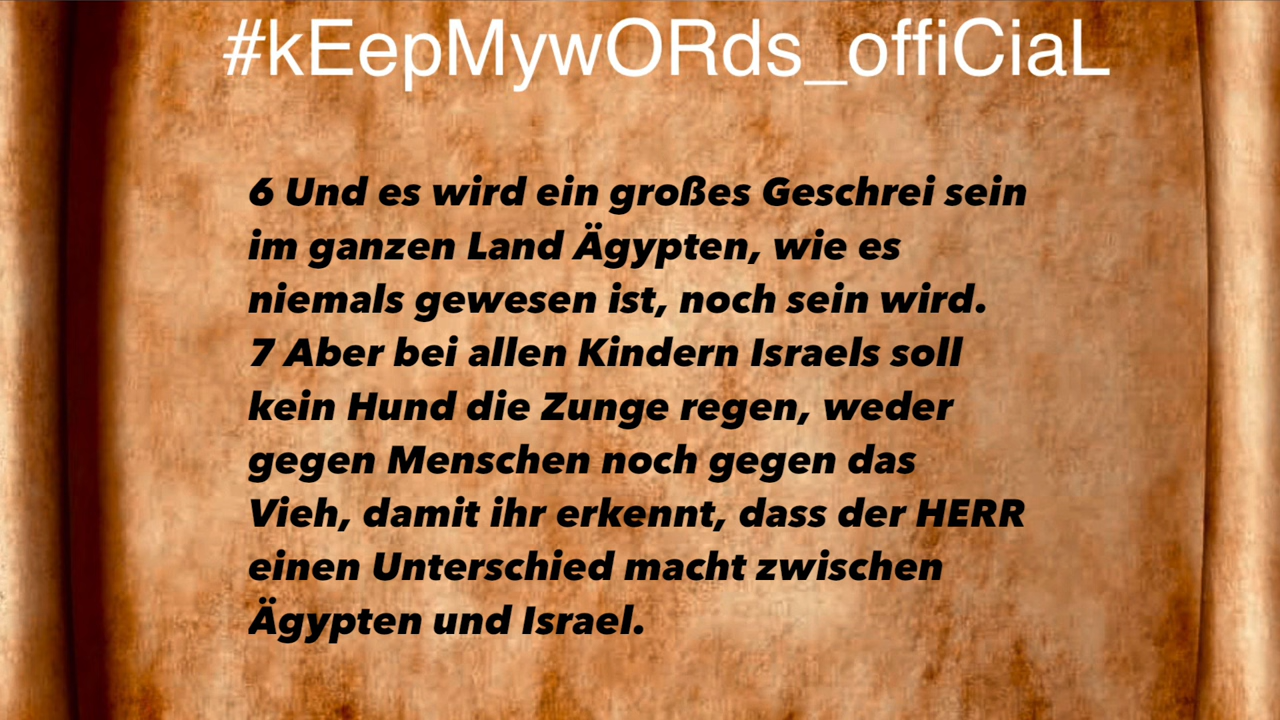 #kEepMywORds_offiCiaL
6 Und es wird ein großes Geschrei sein
im ganzen Land Ägypten, wie es
niemals gewesen ist, noch sein wird.
7 Aber bei allen Kindern Israels soll
kein Hund die Zunge regen, weder
gegen Menschen noch gegen das
Vieh, damit ihr erkennt, dass der HERR
einen Unterschied macht zwischen
Ägypten und Israel.